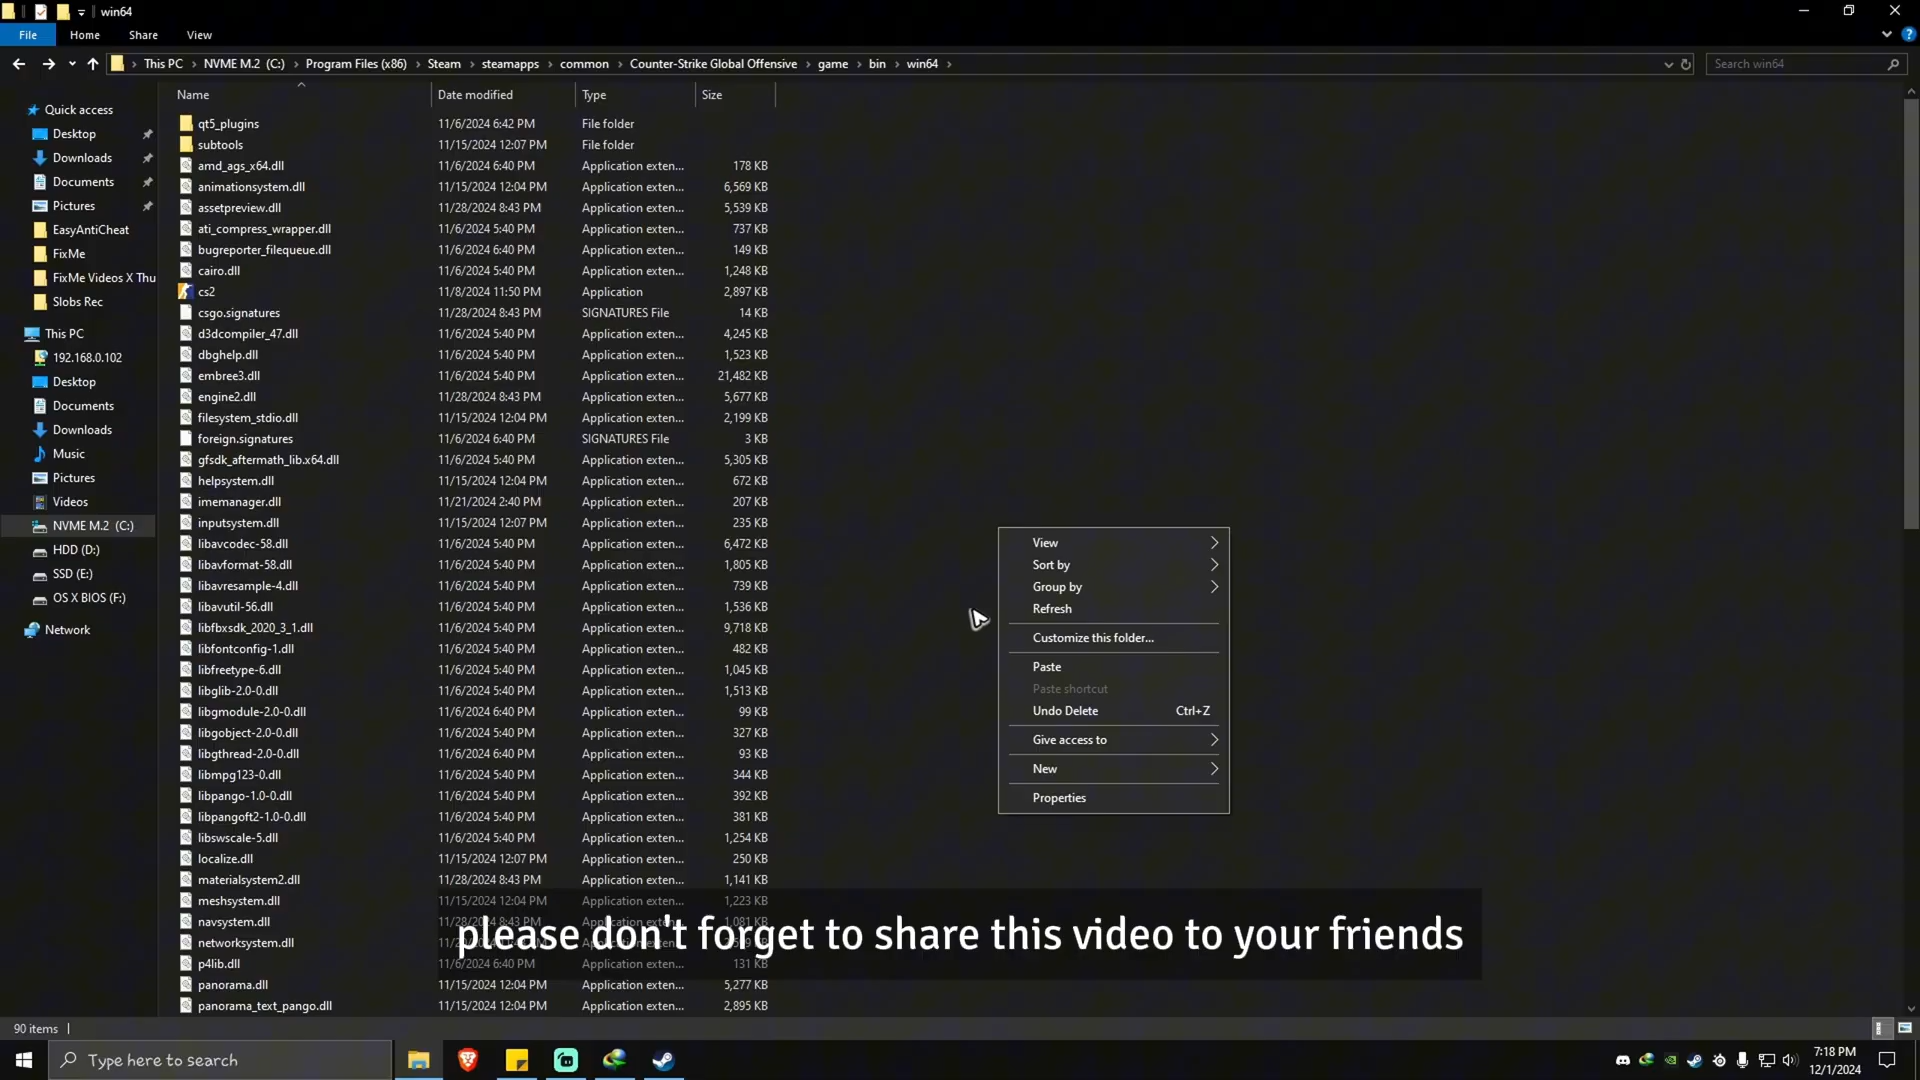 win64
File Home Share View
This PC > NVME M.2 (C:) > Program Files (x86) > Steam > steamapps > common > Counter-Strike Global Offensive > game > bin > win64 >
Search win64
Name Date modified Type Size
Quick access
Desktop
Downloads
Documents
Pictures
EasyAntiCheat
FixMe
FixMe Videos X Thu
Slobs Rec
This PC
192.168.0.102
Desktop
Documents
Downloads
Music
Pictures
Videos
NVME M.2 (C:)
HDD (D:)
SSD (E:)
OS X BIOS (F:)
Network
qt5_plugins 11/6/2024 6:42 PM File folder
subtools 11/15/2024 12:07 PM File folder
amd_ags_x64.dll 11/6/2024 6:40 PM Application exten... 178 KB
animationsystem.dll 11/15/2024 12:04 PM Application exten... 6,569 KB
assetpreview.dll 11/28/2024 8:43 PM Application exten... 5,539 KB
ati_compress_wrapper.dll 11/6/2024 5:40 PM Application exten... 737 KB
bugreporter_filequeue.dll 11/6/2024 6:40 PM Application exten... 149 KB
cairo.dll 11/6/2024 5:40 PM Application exten... 1,248 KB
cs2 11/8/2024 11:50 PM Application 2,897 KB
csgo.signatures 11/28/2024 8:43 PM SIGNATURES File 14 KB
d3dcompiler_47.dll 11/6/2024 5:40 PM Application exten... 4,245 KB
dbghelp.dll 11/6/2024 5:40 PM Application exten... 1,523 KB
embree3.dll 11/6/2024 5:40 PM Application exten... 21,482 KB
engine2.dll 11/28/2024 8:43 PM Application exten... 5,677 KB
filesystem_stdio.dll 11/15/2024 12:04 PM Application exten... 2,199 KB
foreign.signatures 11/6/2024 6:40 PM SIGNATURES File 3 KB
gfsdk_aftermath_lib.x64.dll 11/6/2024 5:40 PM Application exten... 5,305 KB
helpsystem.dll 11/15/2024 12:04 PM Application exten... 672 KB
imemanager.dll 11/21/2024 2:40 PM Application exten... 207 KB
inputsystem.dll 11/15/2024 12:07 PM Application exten... 235 KB
libavcodec-58.dll 11/6/2024 5:40 PM Application exten... 6,472 KB
libavformat-58.dll 11/6/2024 5:40 PM Application exten... 1,805 KB
libavresample-4.dll 11/6/2024 5:40 PM Application exten... 739 KB
libavutil-56.dll 11/6/2024 5:40 PM Application exten... 1,536 KB
libfbxsdk_2020_3_1.dll 11/6/2024 5:40 PM Application exten... 9,718 KB
libfontconfig-1.dll 11/6/2024 5:40 PM Application exten... 482 KB
libfreetype-6.dll 11/6/2024 5:40 PM Application exten... 1,045 KB
libglib-2.0-0.dll 11/6/2024 5:40 PM Application exten... 1,513 KB
libgmodule-2.0-0.dll 11/6/2024 6:40 PM Application exten... 99 KB
libgobject-2.0-0.dll 11/6/2024 5:40 PM Application exten... 327 KB
libgthread-2.0-0.dll 11/6/2024 6:40 PM Application exten... 93 KB
libmpg123-0.dll 11/6/2024 5:40 PM Application exten... 344 KB
libpango-1.0-0.dll 11/6/2024 5:40 PM Application exten... 392 KB
libpangoft2-1.0-0.dll 11/6/2024 5:40 PM Application exten... 381 KB
libswscale-5.dll 11/6/2024 5:40 PM Application exten... 1,254 KB
localize.dll 11/15/2024 12:07 PM Application exten... 250 KB
materialsystem2.dll 11/28/2024 8:43 PM Application exten... 1,141 KB
meshsystem.dll 11/15/2024 12:04 PM Application exten... 1,223 KB
navsystem.dll 11/28/2024 8:43 PM Application exten... 1,081 KB
networksystem.dll
p4lib.dll 11/6/2024 6:40 PM Application exten... 131 KB
panorama.dll 11/15/2024 12:04 PM Application exten... 5,277 KB
panorama_text_pango.dll 11/15/2024 12:04 PM Application exten... 2,895 KB
View
Sort by
Group by
Refresh
Customize this folder...
Paste
Paste shortcut
Undo Delete Ctrl+Z
Give access to
New
Properties
please don't forget to share this video to your friends
90 items
Type here to search
7:18 PM
12/1/2024